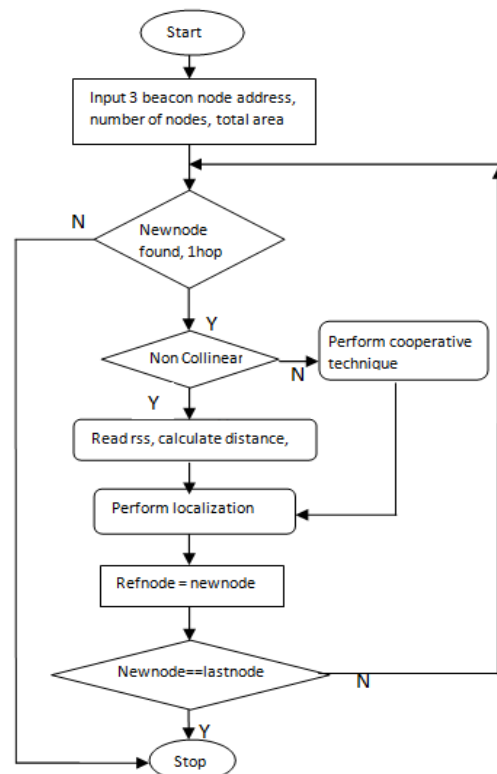 Start
Input 3 beacon node address,
number of nodes, total area
N
Newnode
found, 1hop
Y
Non Collinear
N
Perform cooperative
technique
Y
Read rss, calculate distance,
Perform localization
Refnode = newnode
Newnode==lastnode
N
Y
Stop